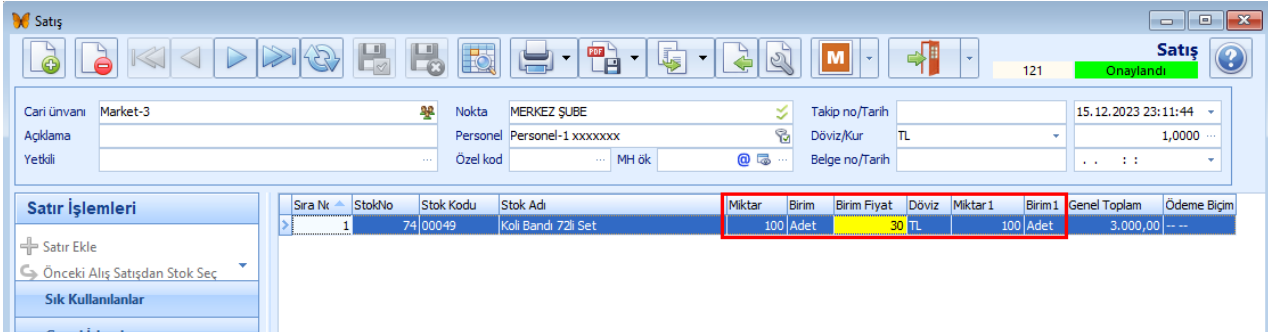 Satış
PDF
M
Satış
121 Onaylandı
Cari ünvanı Market-3 Nokta MERKEZ ŞUBE Takip no/Tarih 15.12.2023 23:11:44
Açıklama Personel Personel-1 xxxxxxx Döviz/Kur TL 1,0000 ...
Yetkili ... Özel kod ... MH ök @ ... Belge no/Tarih . . : :
Satır İşlemleri
Satır Ekle
Önceki Alış Satışdan Stok Seç
Sık Kullanılanlar
Sıra No StokNo Stok Kodu Stok Adı Miktar Birim Birim Fiyat Döviz Miktar1 Birim1 Genel Toplam Ödeme Biçim
1 74 00049 Koli Bandı 72li Set 100 Adet 30 TL 100 Adet 3.000,00 -- --